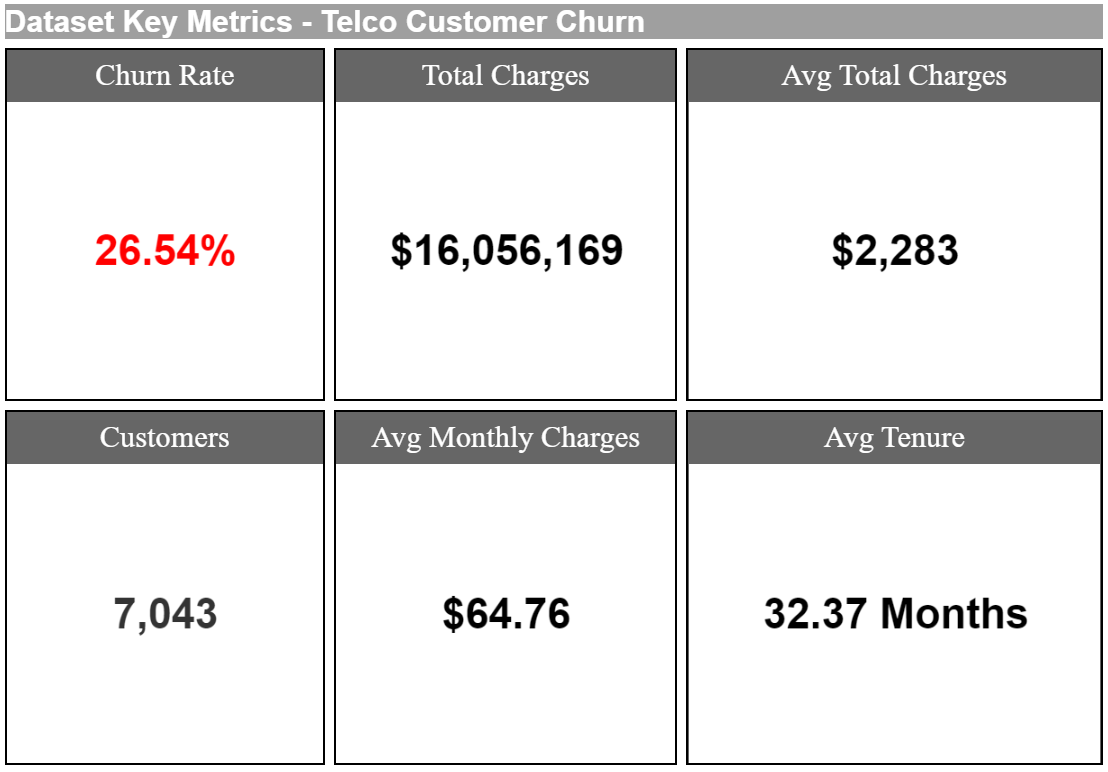 Dataset Key Metrics - Telco Customer Churn
Churn Rate
26.54%
Total Charges
$16,056,169
Avg Total Charges
$2,283
Customers
7,043
Avg Monthly Charges
$64.76
Avg Tenure
32.37 Months